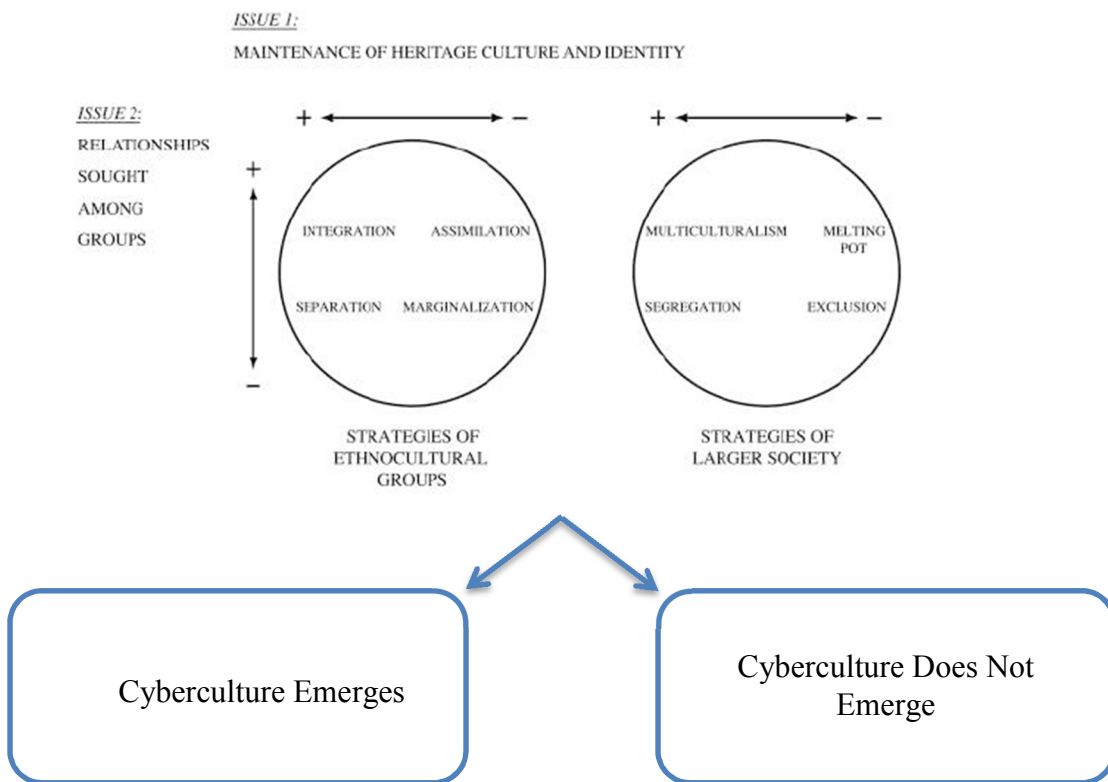 ISSUE 1:
MAINTENANCE OF HERITAGE CULTURE AND IDENTITY
ISSUE 2:
RELATIONSHIPS
SOUGHT
AMONG
GROUPS
+ −
+ −
+
−
INTEGRATION ASSIMILATION
SEPARATION MARGINALIZATION
STRATEGIES OF
ETHNOCULTURAL
GROUPS
MULTICULTURALISM MELTING
POT
SEGREGATION EXCLUSION
STRATEGIES OF
LARGER SOCIETY
Cyberculture Emerges
Cyberculture Does Not
Emerge